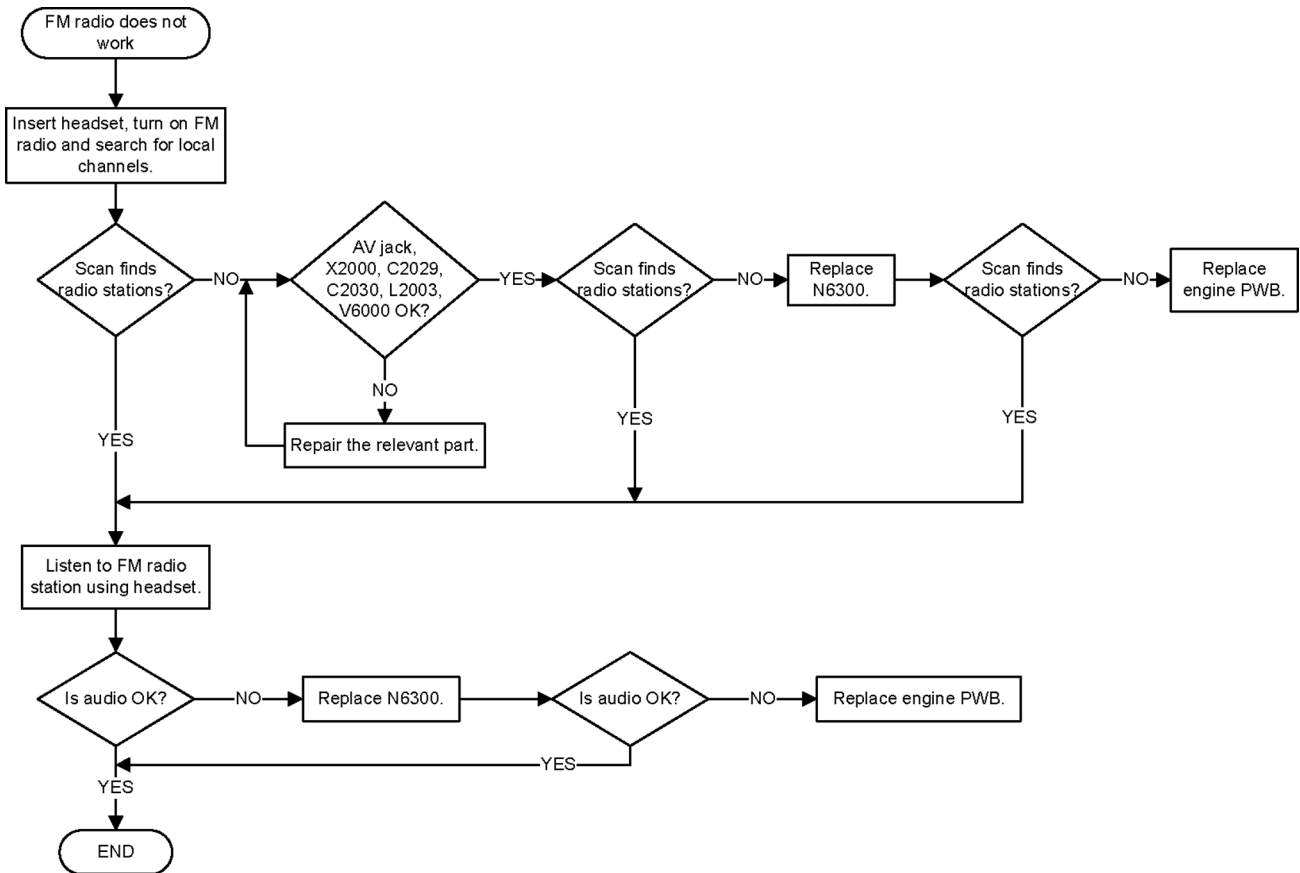 FM radio does not
work
Insert headset, turn on FM
radio and search for local
channels.
Scan finds
radio stations?
NO
AV jack,
X2000, C2029,
C2030, L2003,
V6000 OK?
YES
Scan finds
radio stations?
NO
Replace
N6300.
Scan finds
radio stations?
NO
Replace
engine PWB.
NO
Repair the relevant part.
YES
YES
YES
Listen to FM radio
station using headset.
Is audio OK?
NO
Replace N6300.
Is audio OK?
NO
Replace engine PWB.
YES
YES
END